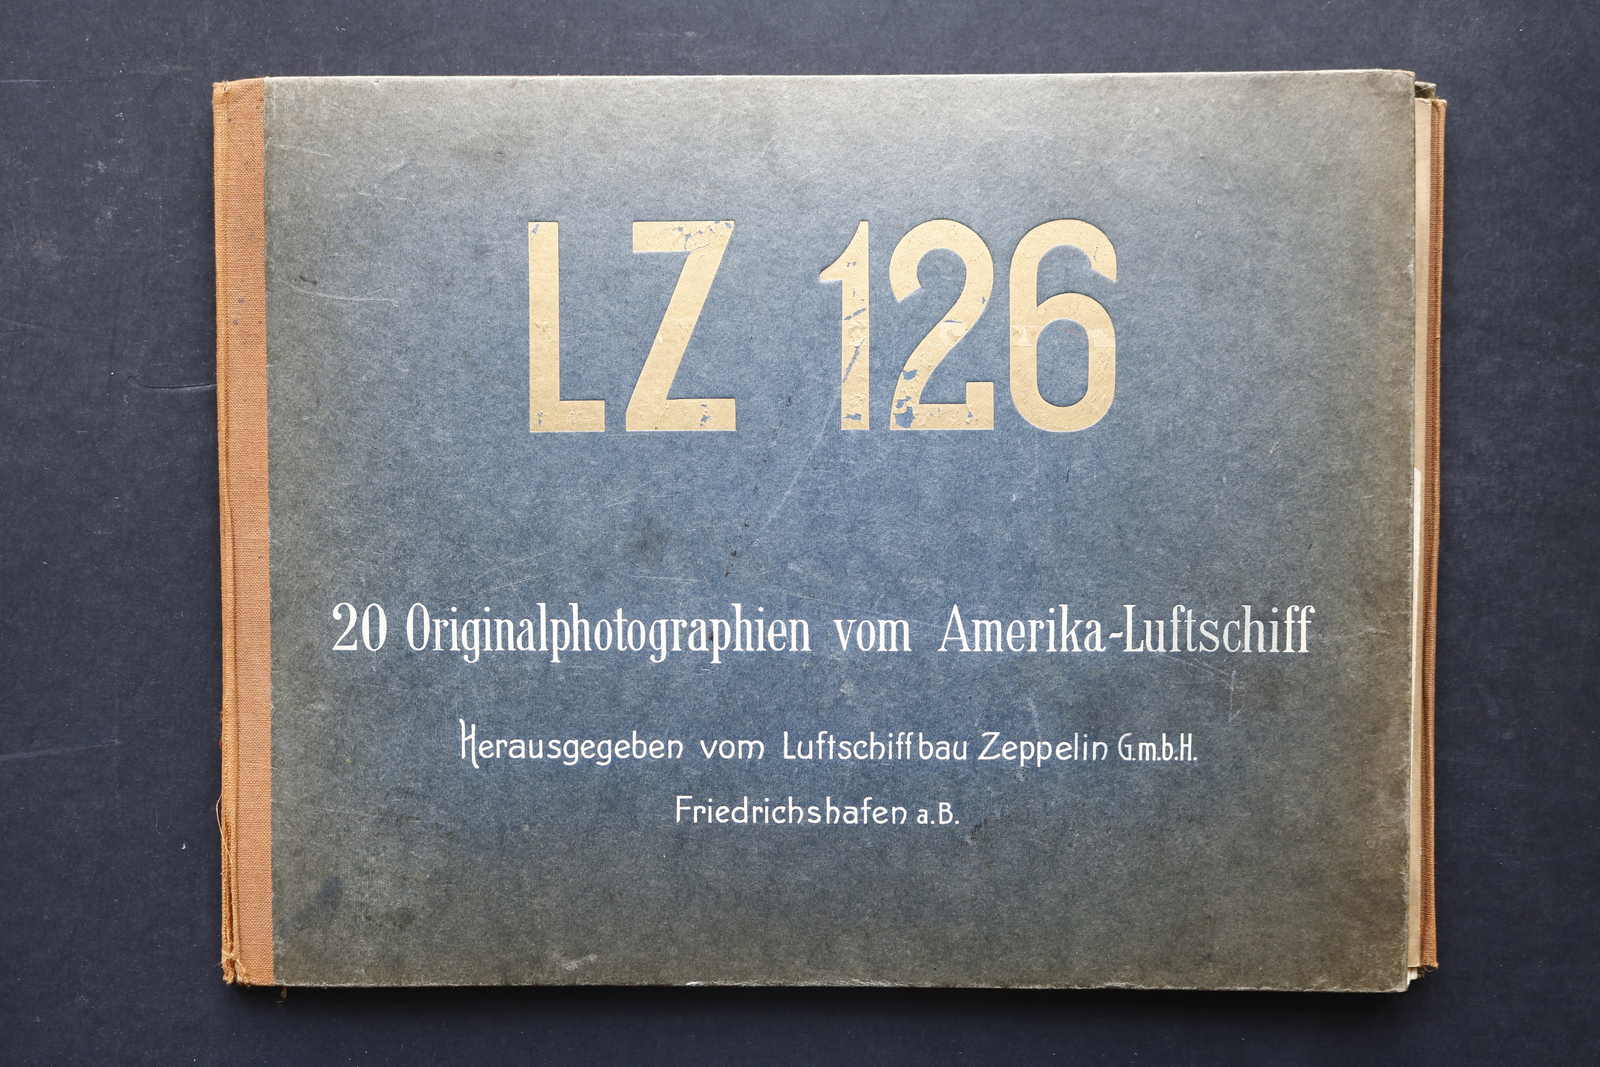 LZ 126
20 Originalphotographien vom Amerika-Luftschiff
Herausgegeben vom Luftschiffbau Zeppelin G.m.b.H.
Friedrichshafen a.B.